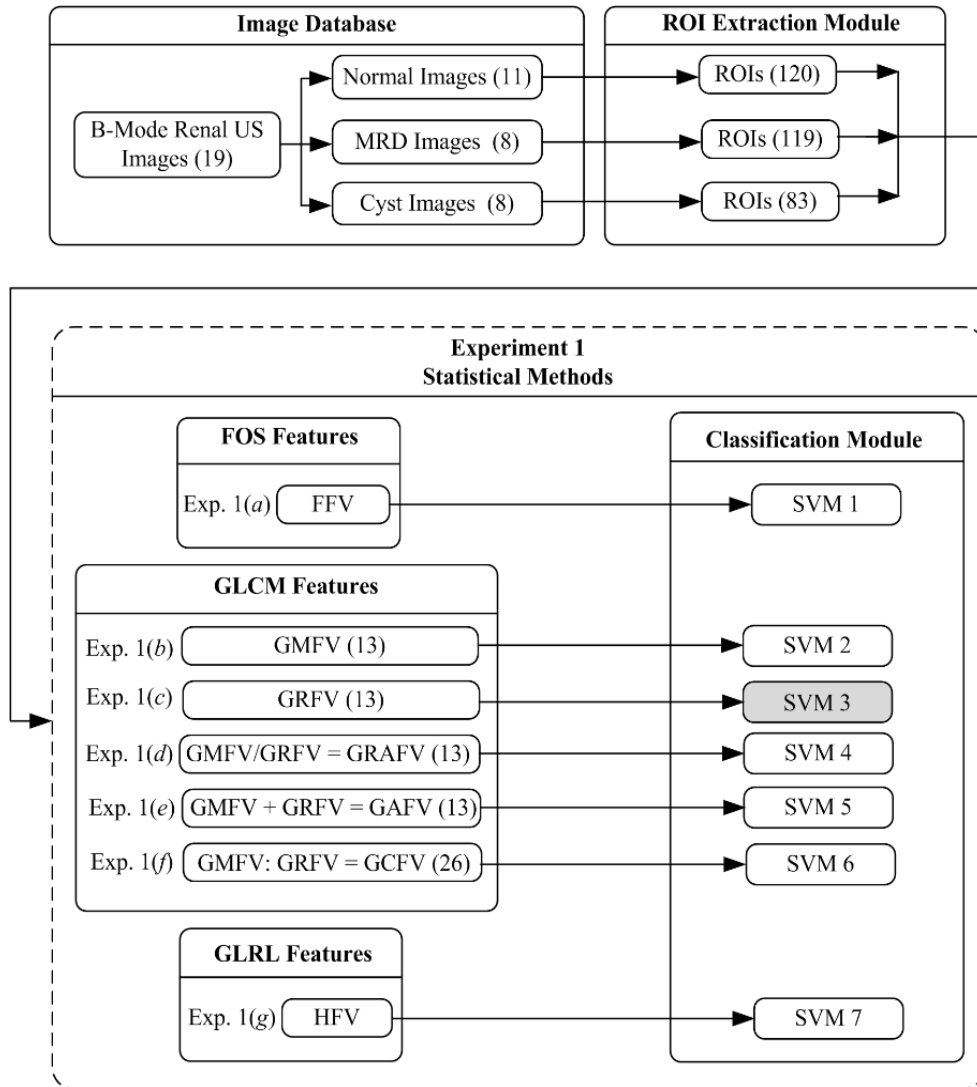 Image Database
ROI Extraction Module
Normal Images (11)
ROIs (120)
B-Mode Renal US
Images (19)
MRD Images (8)
ROIs (119)
Cyst Images (8)
ROIs (83)
Experiment 1
Statistical Methods
FOS Features
Classification Module
Exp. 1(a) FFV
SVM 1
GLCM Features
Exp. 1(b) GMFV (13)
SVM 2
Exp. 1(c) GRFV (13)
SVM 3
Exp. 1(d) GMFV/GRFV = GRAFV (13)
SVM 4
Exp. 1(e) GMFV + GRFV = GAFV (13)
SVM 5
Exp. 1(f) GMFV: GRFV = GCFV (26)
SVM 6
GLRL Features
Exp. 1(g) HFV
SVM 7